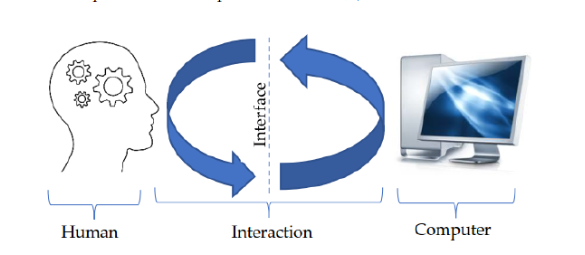 Interface
Human
Interaction
Computer